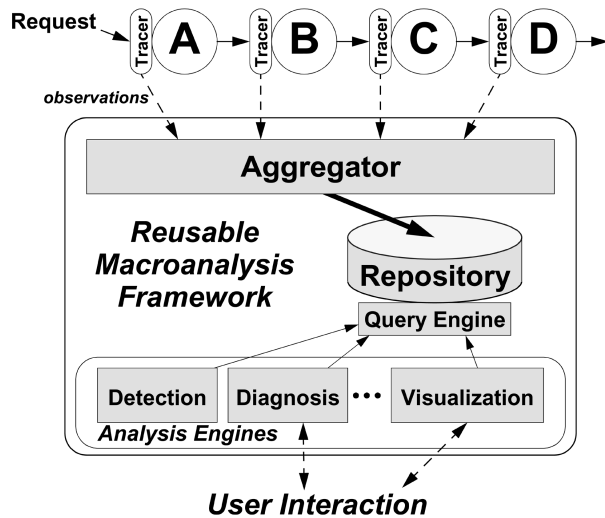 Request
Tracer
A
Tracer
B
Tracer
C
Tracer
D
observations
Aggregator
Reusable
Macroanalysis
Framework
Repository
Query Engine
Detection
Diagnosis
•••
Visualization
Analysis Engines
User Interaction